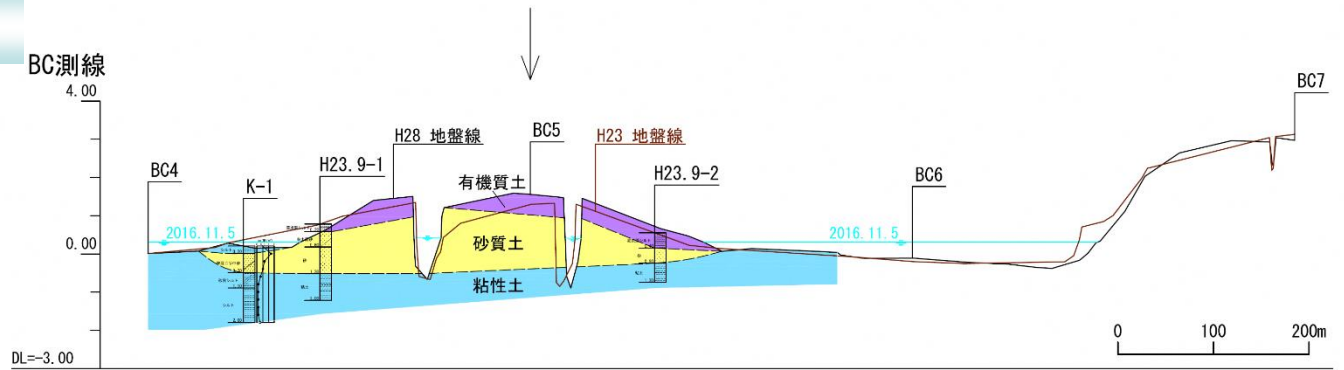 BC測線
4.00
BC7
H28 地盤線
BC5
H23 地盤線
BC4
H23.9-1
有機質土
H23.9-2
K-1
BC6
2016.11.5
2016.11.5
0.00
砂質土
粘性土
0 100 200m
DL=-3.00